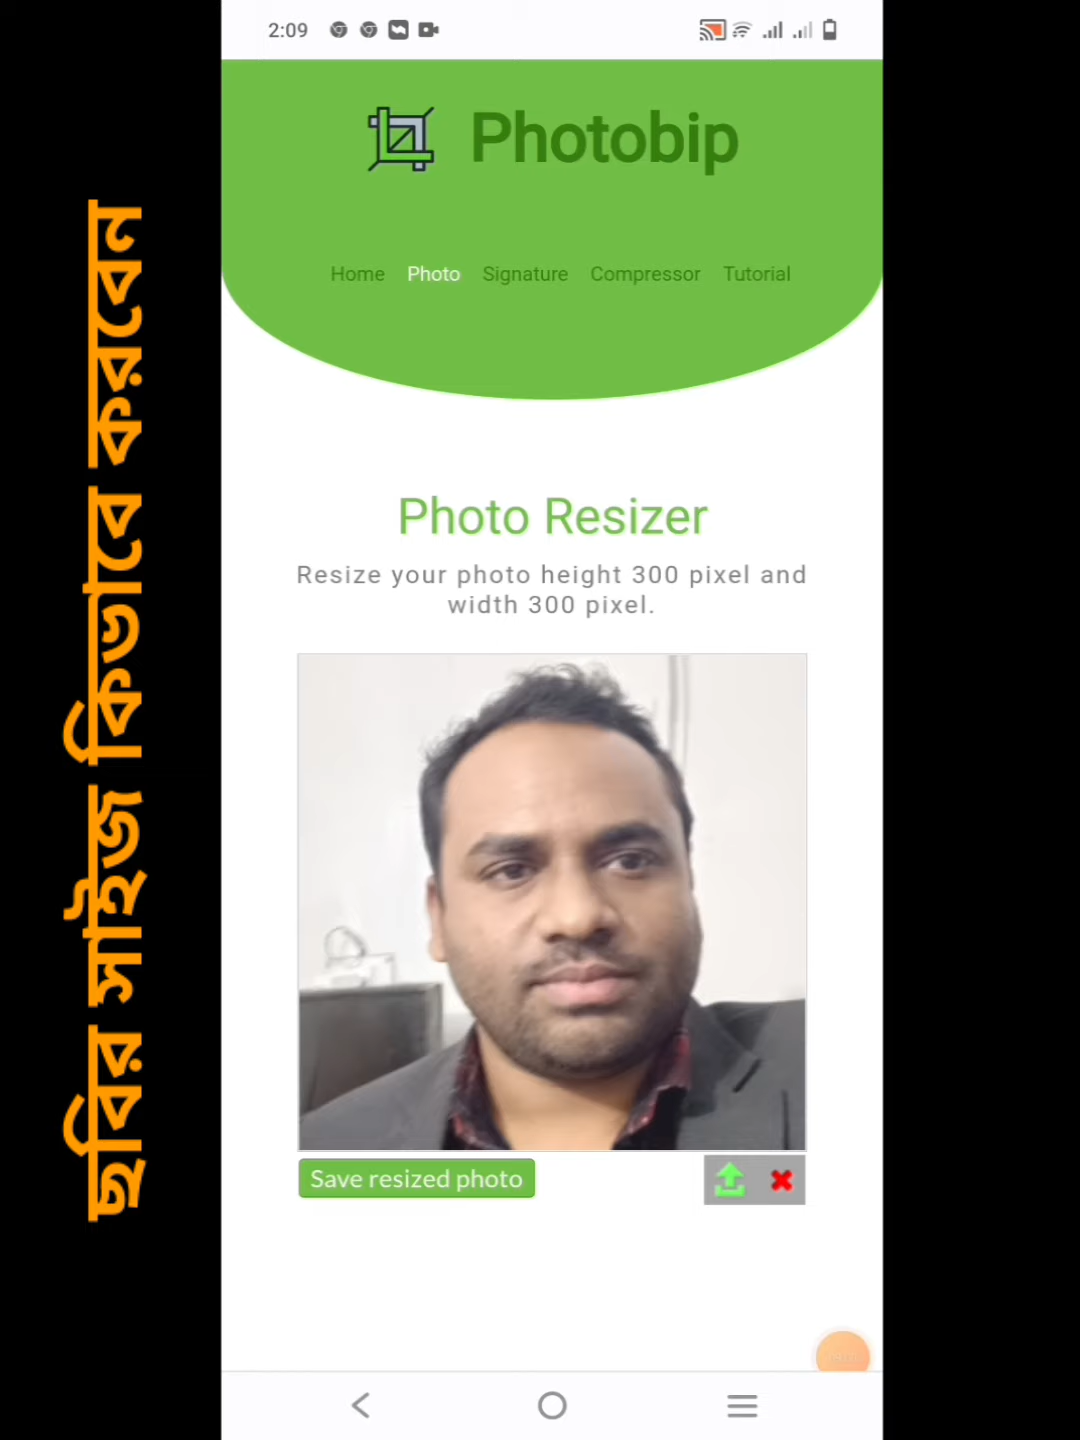 ছবির সাইজ কিভাবে করবেন
2:09
Photobip
Home Photo Signature Compressor Tutorial
Photo Resizer
Resize your photo height 300 pixel and
width 300 pixel.
Save resized photo